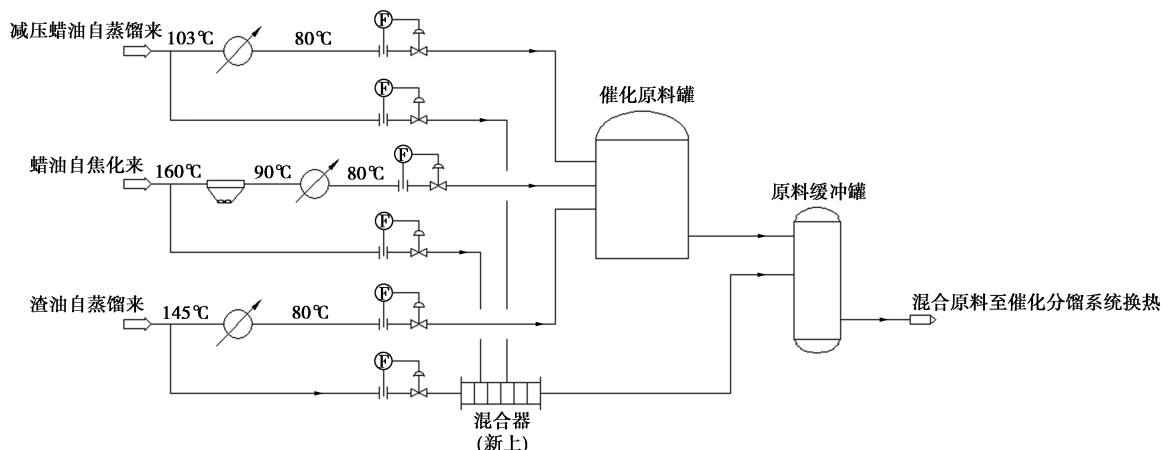 减压蜡油自蒸馏来
103℃
80℃
F
F
催化原料罐
蜡油自焦化来
160℃
90℃
80℃
F
原料缓冲罐
F
渣油自蒸馏来
145℃
80℃
F
混合原料至催化分馏系统换热
F
混合器
(新上)